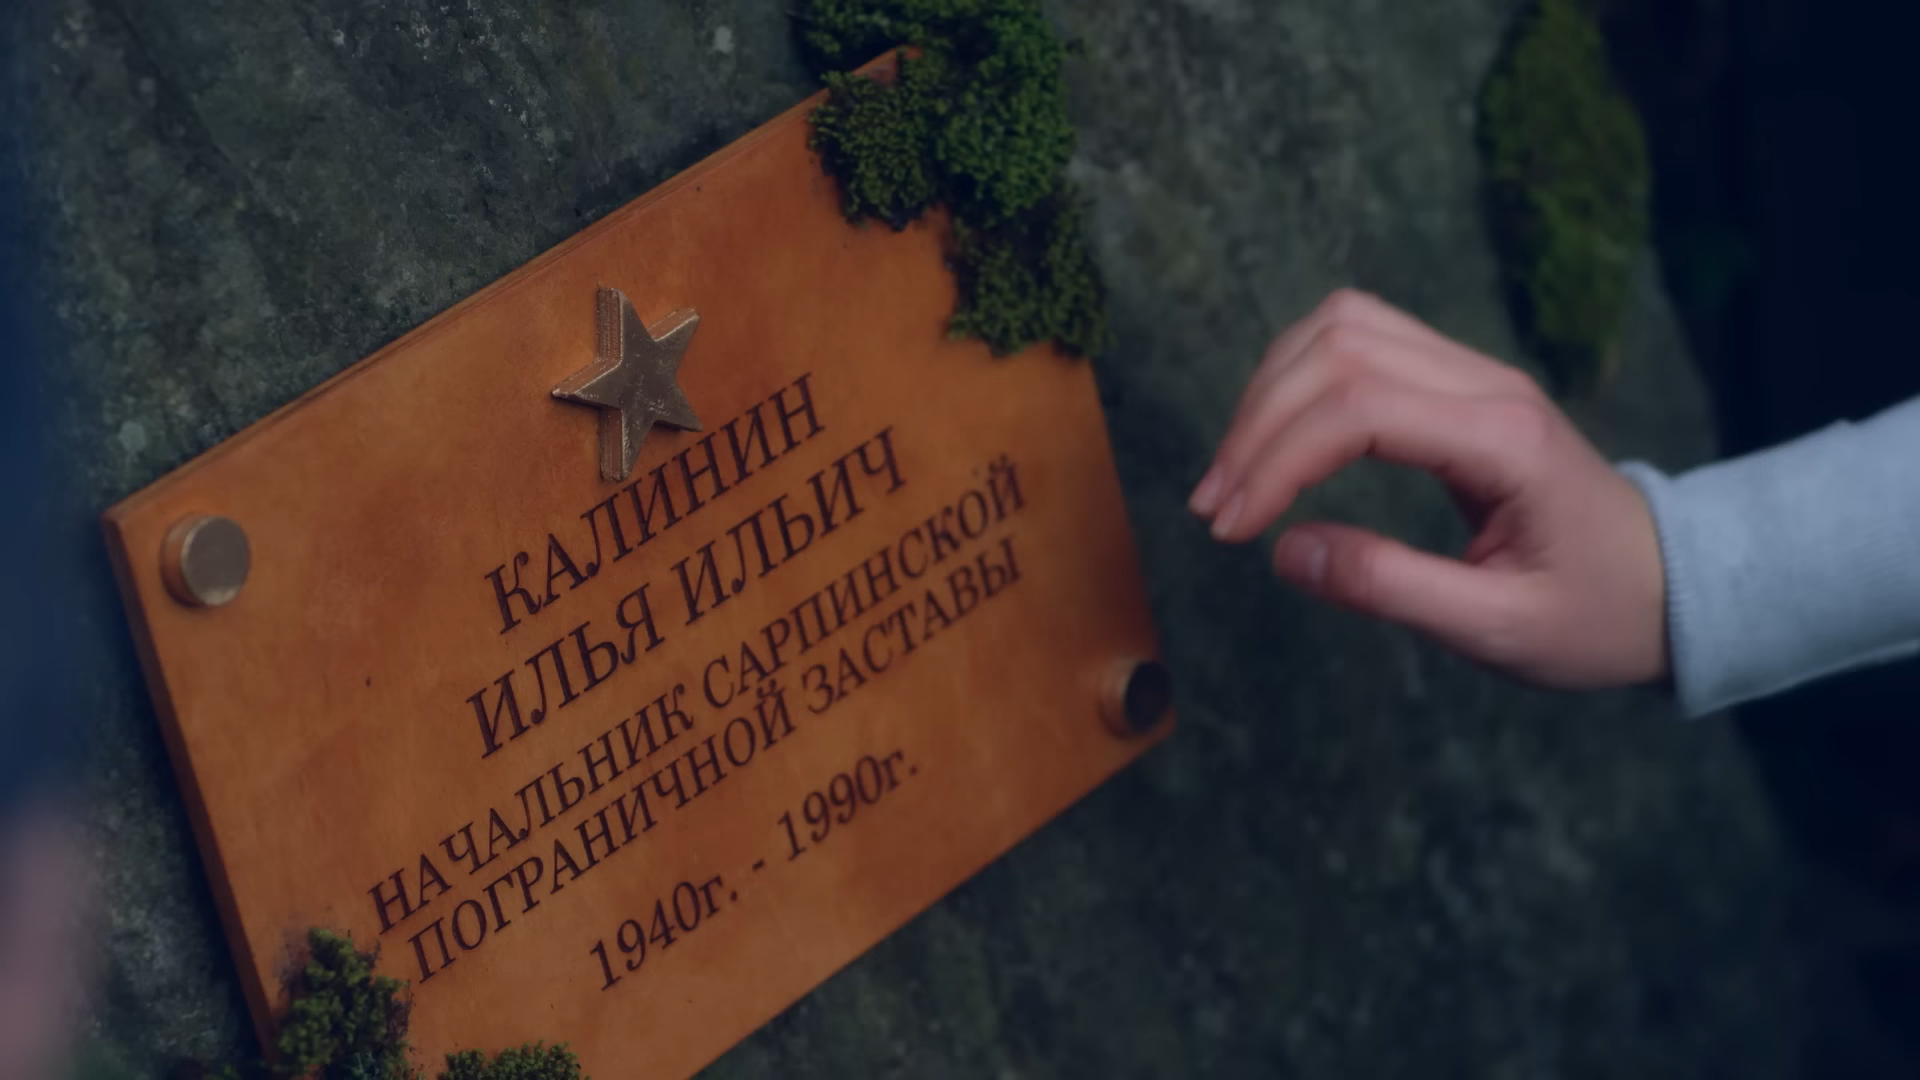 КАЛИНИН
ИЛЬЯ ИЛЬИЧ
НАЧАЛЬНИК САРПИНСКОЙ
ПОГРАНИЧНОЙ ЗАСТАВЫ
1940г. - 1990г.